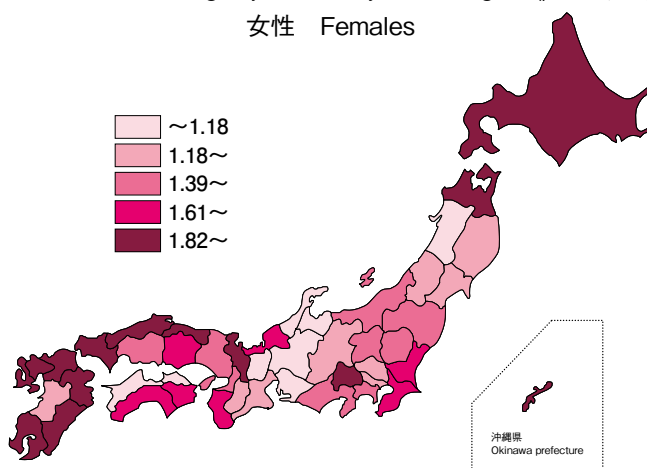 女性 Females
～1.18
1.18～
1.39～
1.61～
1.82～
沖縄県
Okinawa prefecture